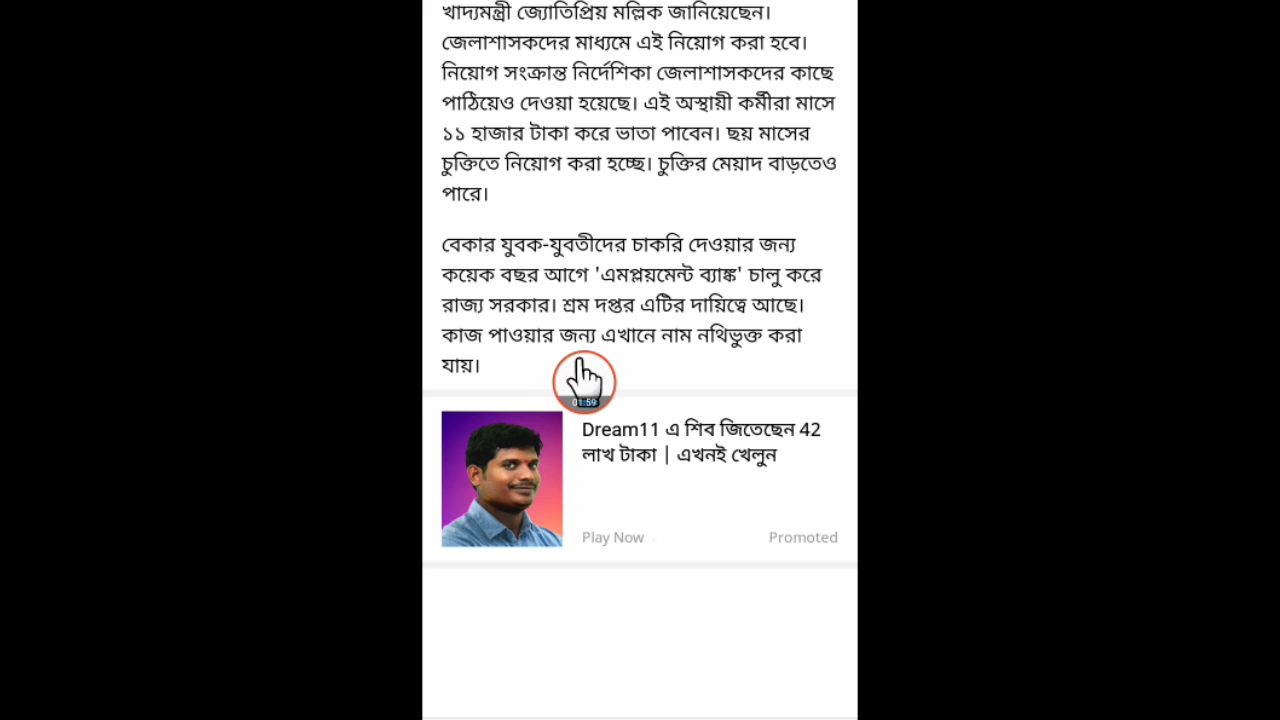 খাদ্যমন্ত্রী জ্যোতিপ্রিয় মল্লিক জানিয়েছেন।
জেলাশাসকদের মাধ্যমে এই নিয়োগ করা হবে।
নিয়োগ সংক্রান্ত নির্দেশিকা জেলাশাসকদের কাছে
পাঠিয়েও দেওয়া হয়েছে। এই অস্থায়ী কর্মীরা মাসে
১১ হাজার টাকা করে ভাতা পাবেন। ছয় মাসের
চুক্তিতে নিয়োগ করা হচ্ছে। চুক্তির মেয়াদ বাড়তেও
পারে।
বেকার যুবক-যুবতীদের চাকরি দেওয়ার জন্য
কয়েক বছর আগে 'এমপ্লয়মেন্ট ব্যাঙ্ক' চালু করে
রাজ্য সরকার। শ্রম দপ্তর এটির দায়িত্বে আছে।
কাজ পাওয়ার জন্য এখানে নাম নথিভুক্ত করা
যায়।
01:59
Dream11 এ শিব জিতেছেন 42
লাখ টাকা | এখনই খেলুন
Play Now Promoted